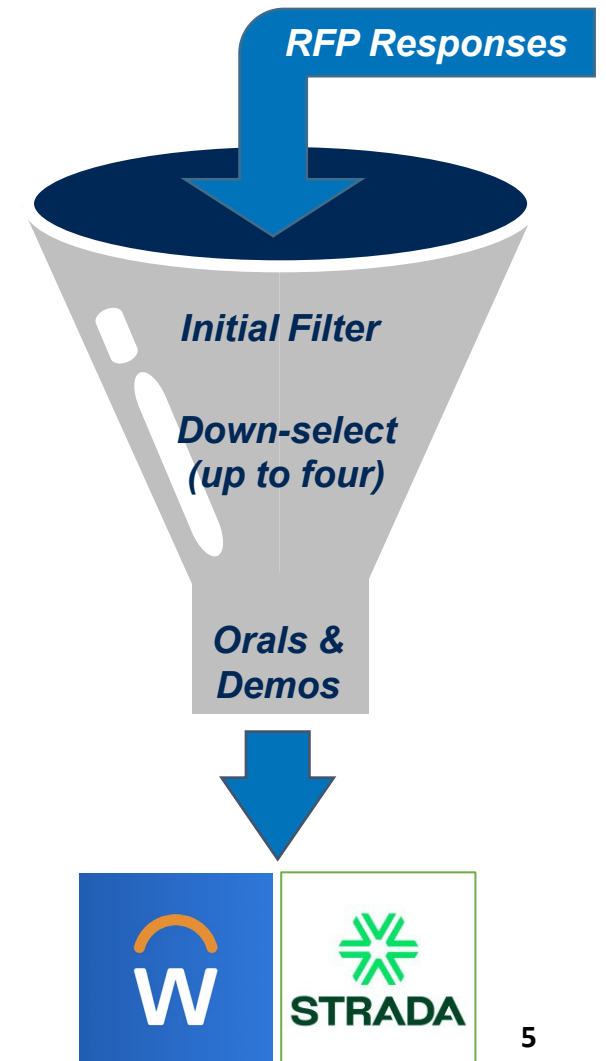 RFP Responses
Initial Filter
Down-select
(up to four)
Orals &
Demos
W
STRADA
5